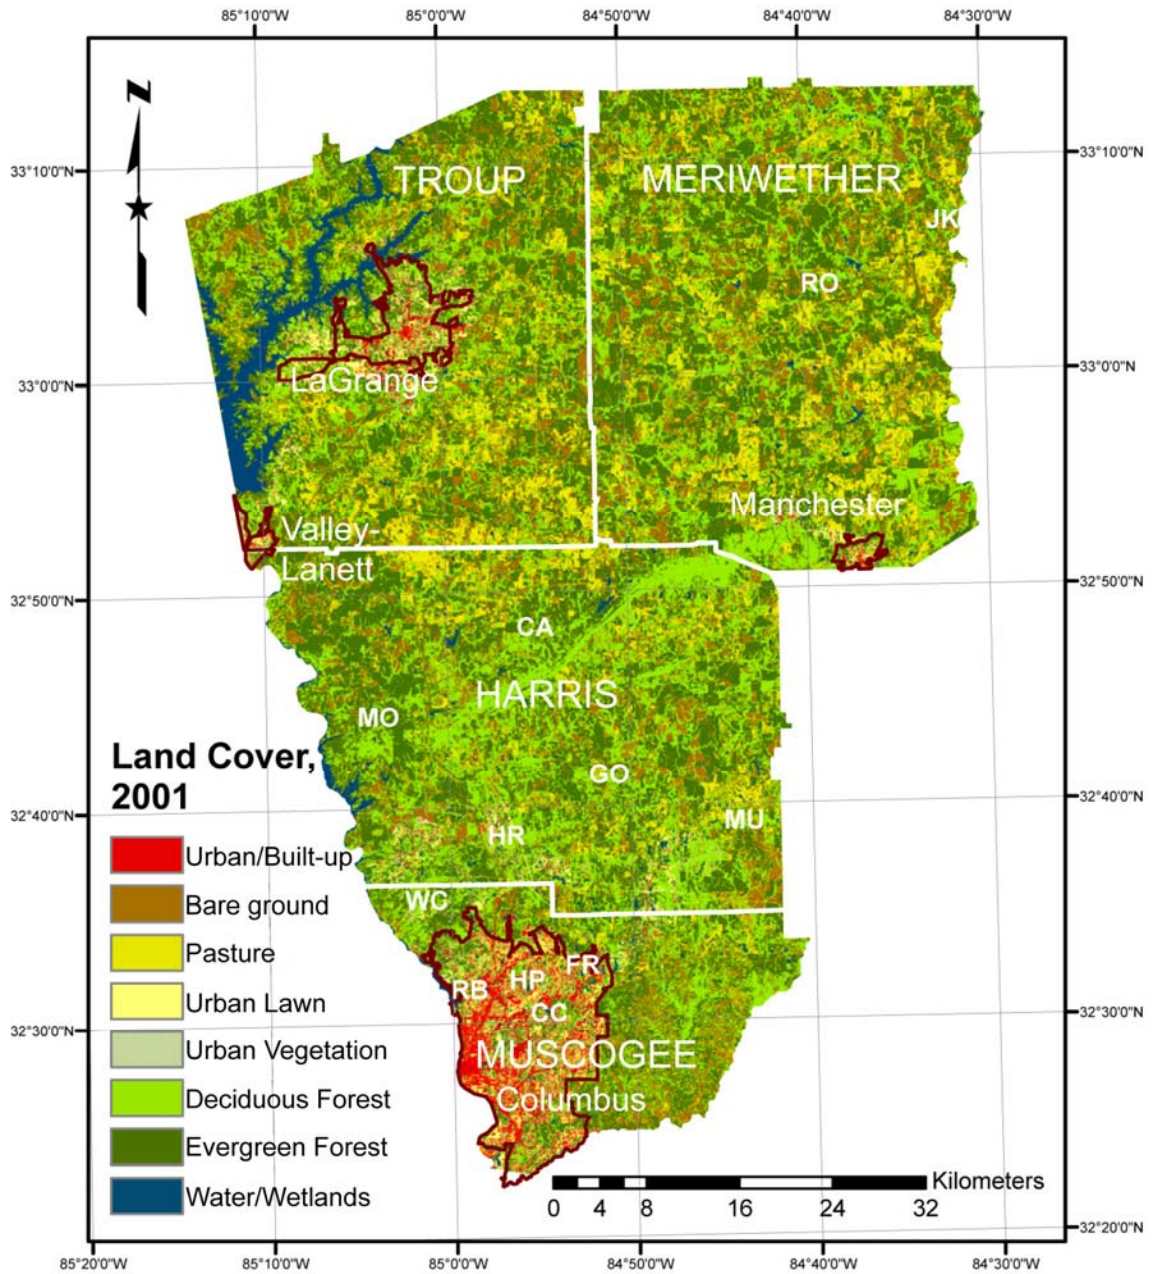 85°10'0"W 85°0'0"W 84°50'0"W 84°40'0"W 84°30'0"W
N
33°10'0"N
33°10'0"N
TROUP
MERIWETHER
JK
RO
33°0'0"N
33°0'0"N
LaGrange
Manchester
Valley-
Lanett
32°50'0"N
32°50'0"N
CA
HARRIS
MO
GO
Land Cover,
2001
32°40'0"N
32°40'0"N
MU
HR
Urban/Built-up
Bare ground
Pasture
Urban Lawn
Urban Vegetation
Deciduous Forest
Evergreen Forest
Water/Wetlands
WC
FR
HP
RB
CC
32°30'0"N
32°30'0"N
MUSCOGEE
Columbus
Kilometers
0 4 8 16 24 32
32°20'0"N
85°20'0"W 85°10'0"W 85°0'0"W 84°50'0"W 84°40'0"W 84°30'0"W